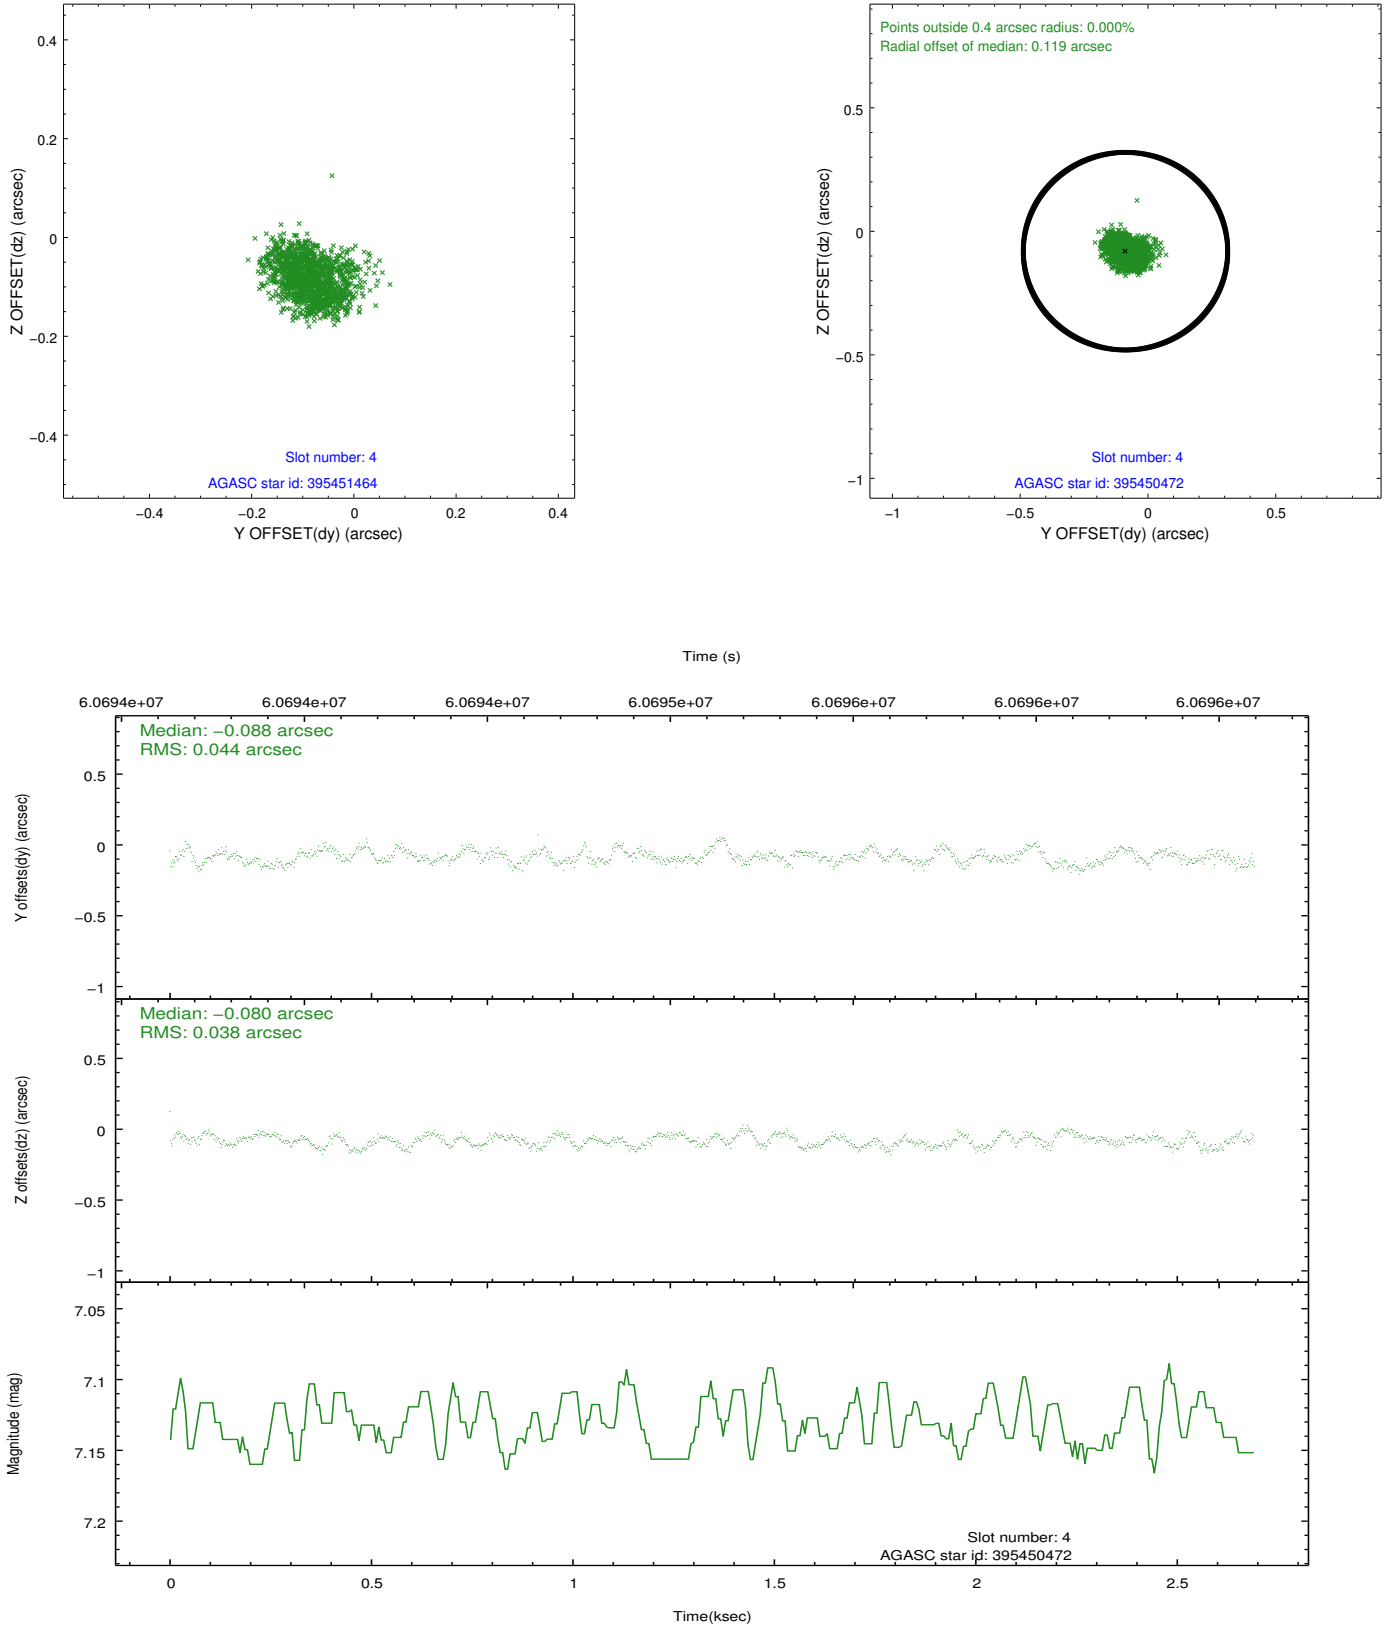 0.4
0.2
0
−0.2
−0.4
Z OFFSET(dz) (arcsec)
Slot number: 4
AGASC star id: 395451464
−0.4 −0.2 0 0.2 0.4
Y OFFSET(dy) (arcsec)
Points outside 0.4 arcsec radius: 0.000%
Radial offset of median: 0.119 arcsec
0.5
0
−0.5
−1
Z OFFSET(dz) (arcsec)
Slot number: 4
AGASC star id: 395450472
−1 −0.5 0 0.5
Y OFFSET(dy) (arcsec)
Time (s)
6.0694e+07 6.0694e+07 6.0694e+07 6.0695e+07 6.0696e+07 6.0696e+07 6.0696e+07
Median: −0.088 arcsec
RMS: 0.044 arcsec
0.5
0
−0.5
−1
Y offsets(dy) (arcsec)
Median: −0.080 arcsec
RMS: 0.038 arcsec
0.5
0
−0.5
−1
Z offsets(dz) (arcsec)
7.05
7.1
7.15
7.2
Magnitude (mag)
Slot number: 4
AGASC star id: 395450472
0 0.5 1 1.5 2 2.5
Time(ksec)